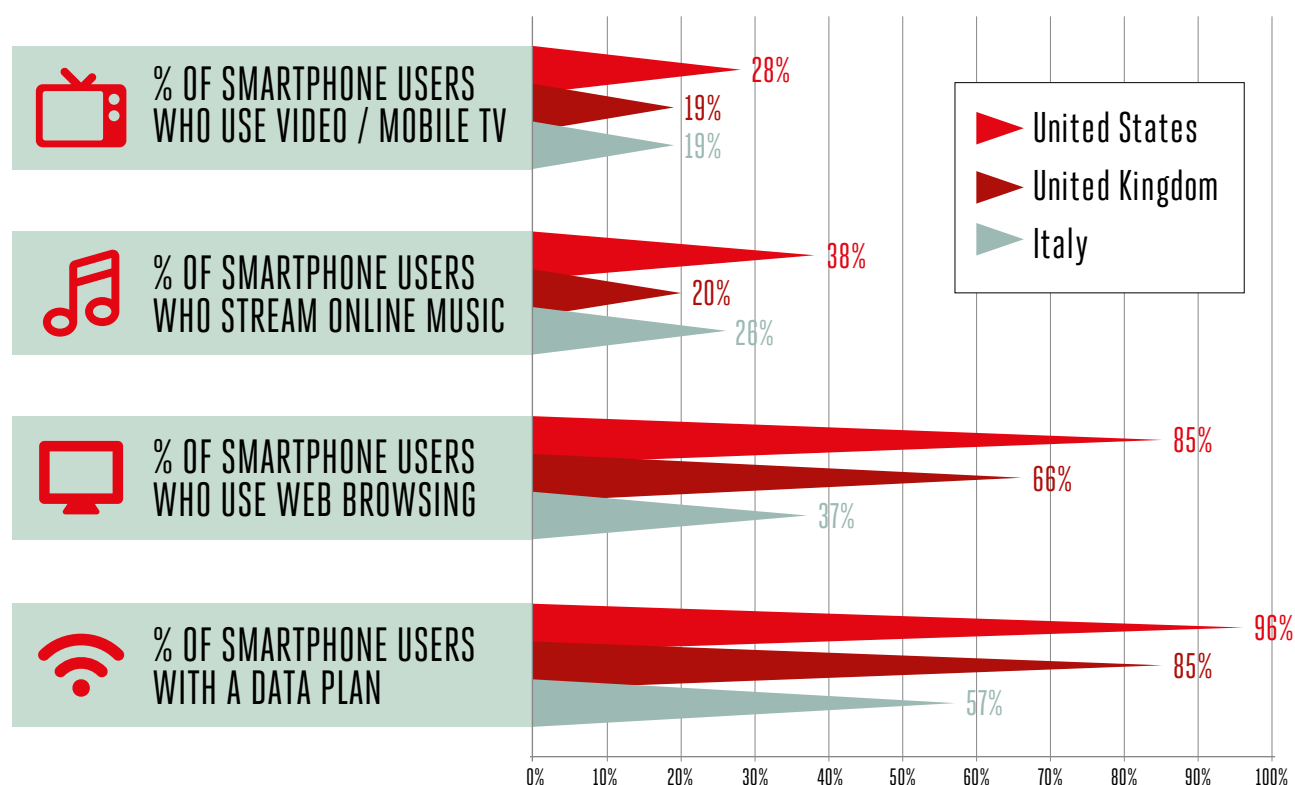 % OF SMARTPHONE USERS
WHO USE VIDEO / MOBILE TV
28%
19%
19%
United States
United Kingdom
Italy
% OF SMARTPHONE USERS
WHO STREAM ONLINE MUSIC
38%
20%
26%
% OF SMARTPHONE USERS
WHO USE WEB BROWSING
85%
66%
37%
% OF SMARTPHONE USERS
WITH A DATA PLAN
96%
85%
57%
0% 10% 20% 30% 40% 50% 60% 70% 80% 90% 100%